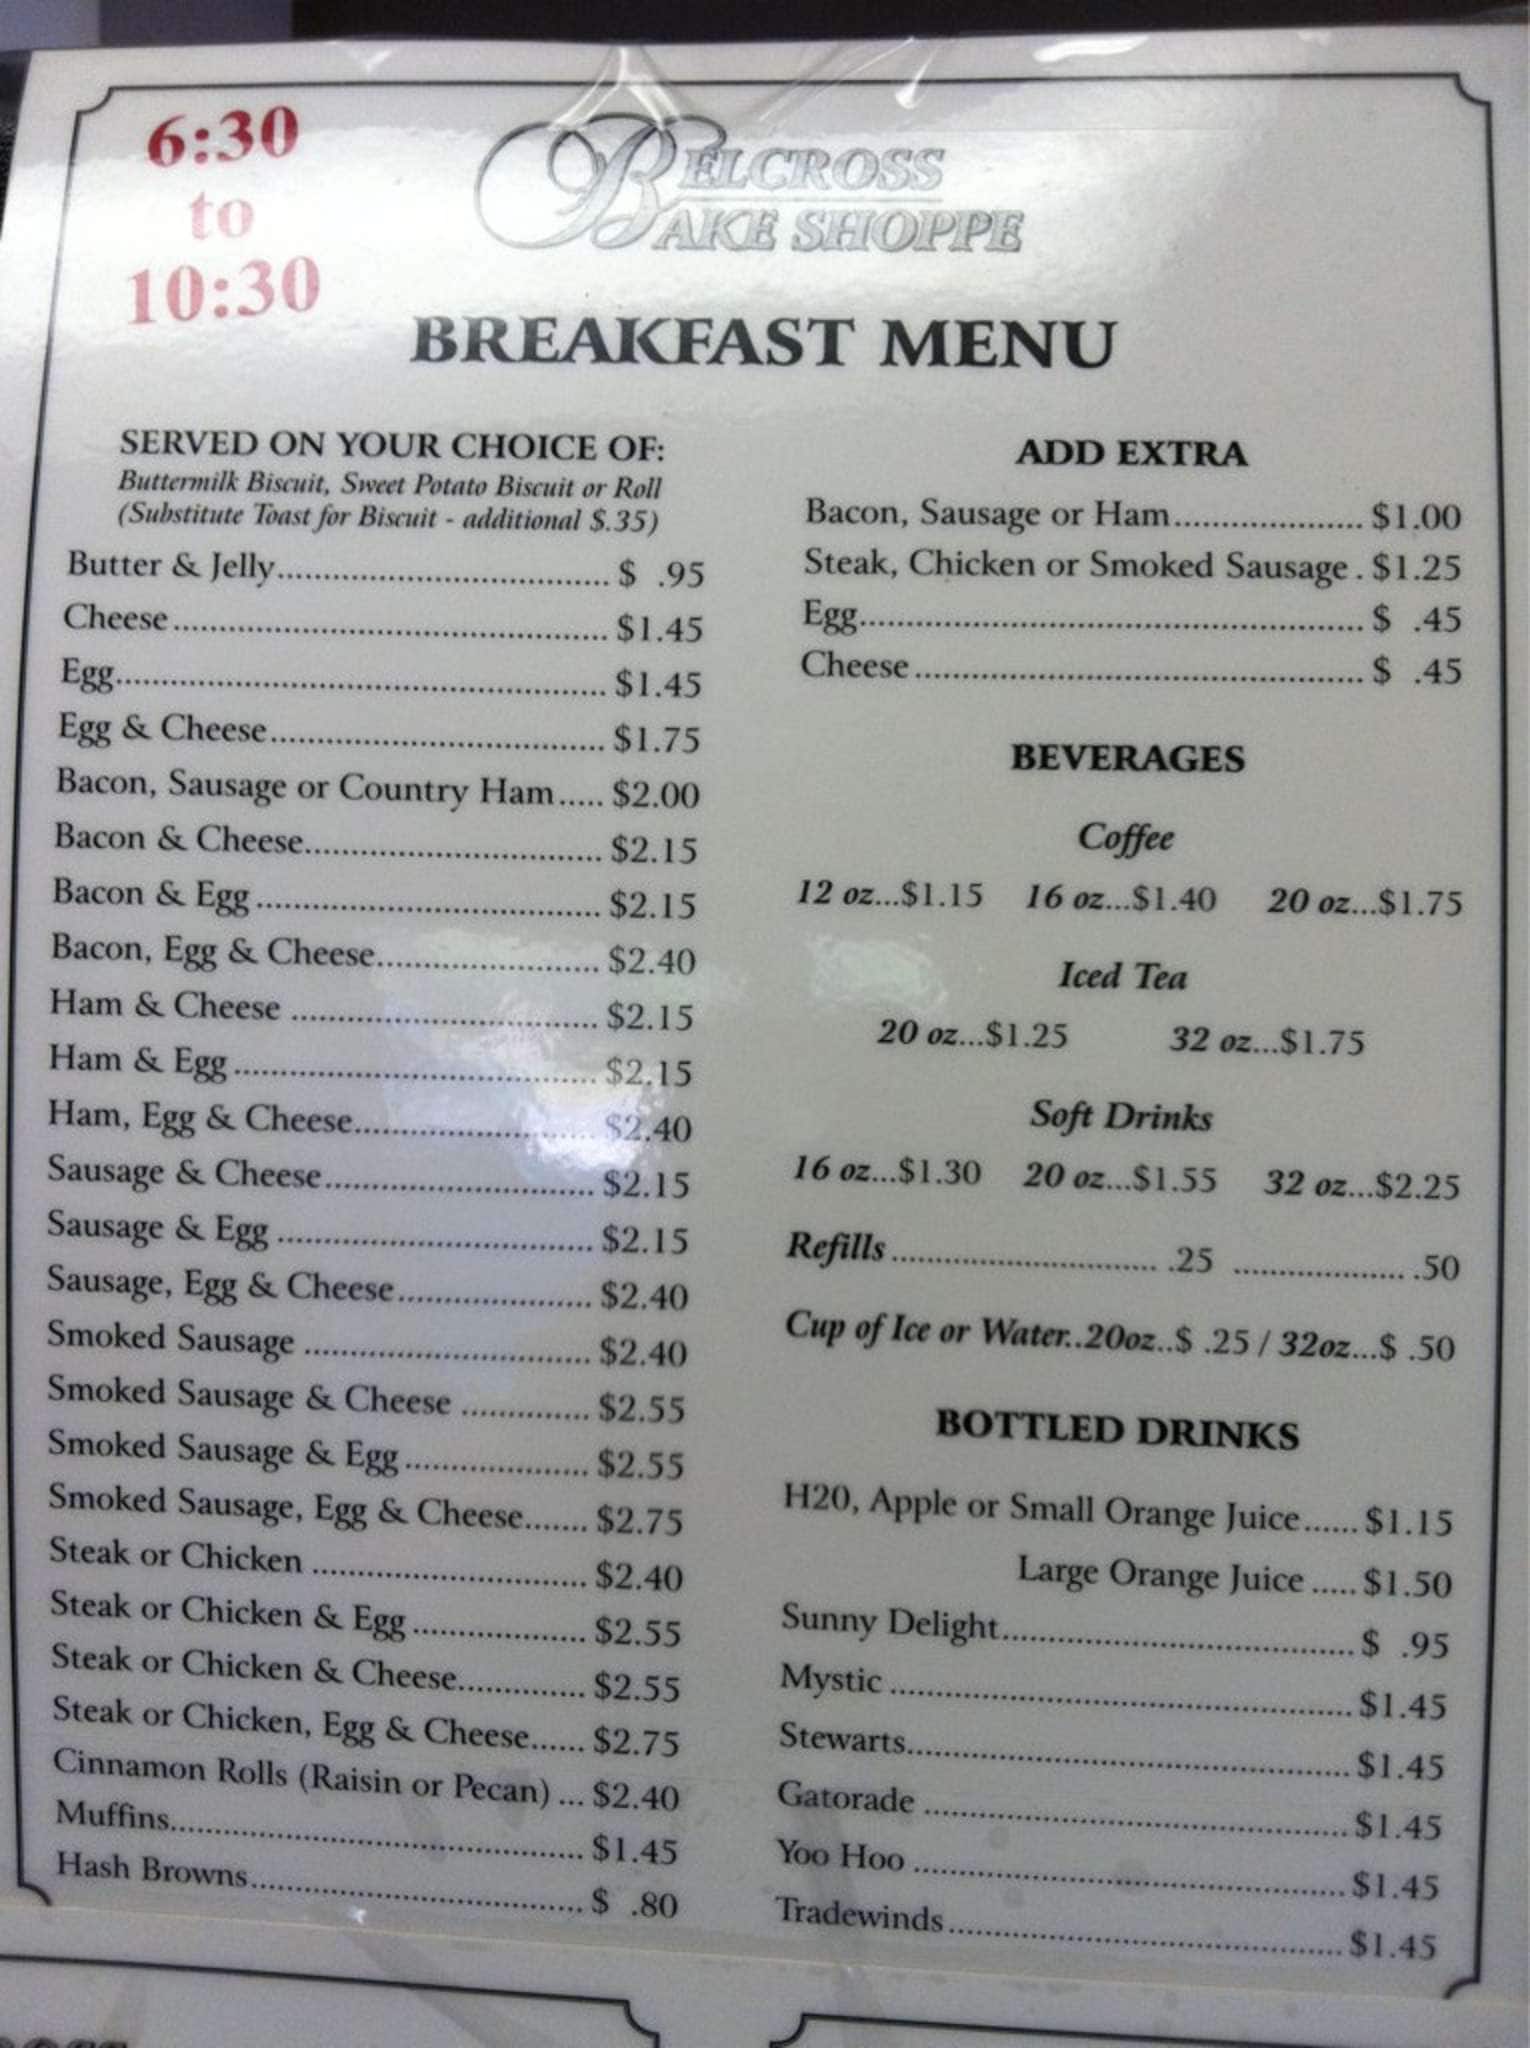 6:30
to
10:30
BELCROSS
BAKE SHOPPE
BREAKFAST MENU
SERVED ON YOUR CHOICE OF:
Buttermilk Biscuit, Sweet Potato Biscuit or Roll
(Substitute Toast for Biscuit - additional $.35)
Butter & Jelly.................................... $ .95
Cheese............................................... $1.45
Egg..................................................... $1.45
Egg & Cheese.................................... $1.75
Bacon, Sausage or Country Ham..... $2.00
Bacon & Cheese................................ $2.15
Bacon & Egg..................................... $2.15
Bacon, Egg & Cheese........................ $2.40
Ham & Cheese ................................. $2.15
Ham & Egg....................................... $2.15
Ham, Egg & Cheese.......................... $2.40
Sausage & Cheese............................. $2.15
Sausage & Egg .................................. $2.15
Sausage, Egg & Cheese..................... $2.40
Smoked Sausage ............................... $2.40
Smoked Sausage & Cheese .............. $2.55
Smoked Sausage & Egg.................... $2.55
Smoked Sausage, Egg & Cheese....... $2.75
Steak or Chicken .............................. $2.40
Steak or Chicken & Egg................... $2.55
Steak or Chicken & Cheese.............. $2.55
Steak or Chicken, Egg & Cheese...... $2.75
Cinnamon Rolls (Raisin or Pecan) ... $2.40
Muffins............................................. $1.45
Hash Browns.................................... $ .80
ADD EXTRA
Bacon, Sausage or Ham.................... $1.00
Steak, Chicken or Smoked Sausage . $1.25
Egg...................................................... $ .45
Cheese................................................ $ .45
BEVERAGES
Coffee
12 oz...$1.15 16 oz...$1.40 20 oz...$1.75
Iced Tea
20 oz...$1.25 32 oz...$1.75
Soft Drinks
16 oz...$1.30 20 oz...$1.55 32 oz...$2.25
Refills ............................. .25 ................... .50
Cup of Ice or Water..20oz..$ .25 / 32oz...$ .50
BOTTLED DRINKS
H20, Apple or Small Orange Juice...... $1.15
Large Orange Juice ..... $1.50
Sunny Delight...................................... $ .95
Mystic .................................................. $1.45
Stewarts................................................ $1.45
Gatorade .............................................. $1.45
Yoo Hoo ............................................... $1.45
Tradewinds........................................... $1.45